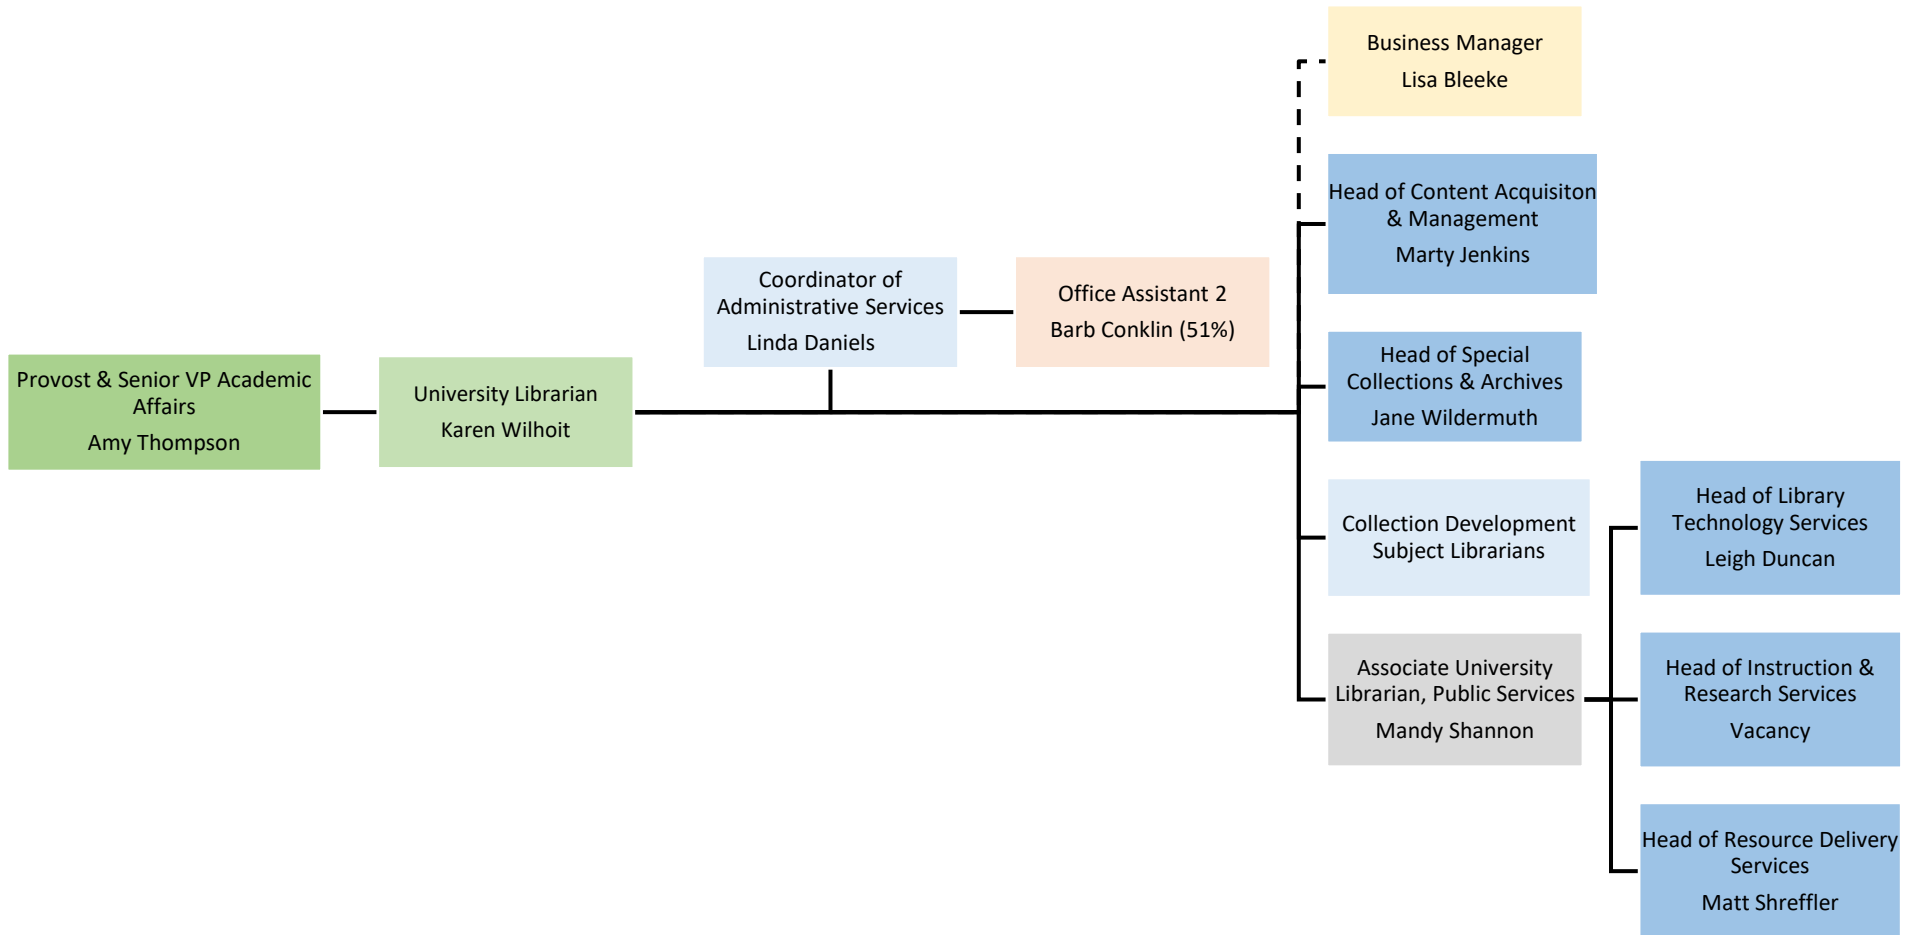 Business Manager
Lisa Bleeke
Head of Content Acquisiton
& Management
Marty Jenkins
Coordinator of
Administrative Services
Linda Daniels
Office Assistant 2
Barb Conklin (51%)
Head of Special
Collections & Archives
Jane Wildermuth
Provost & Senior VP Academic
Affairs
Amy Thompson
University Librarian
Karen Wilhoit
Collection Development
Subject Librarians
Head of Library
Technology Services
Leigh Duncan
Associate University
Librarian, Public Services
Mandy Shannon
Head of Instruction &
Research Services
Vacancy
Head of Resource Delivery
Services
Matt Shreffler